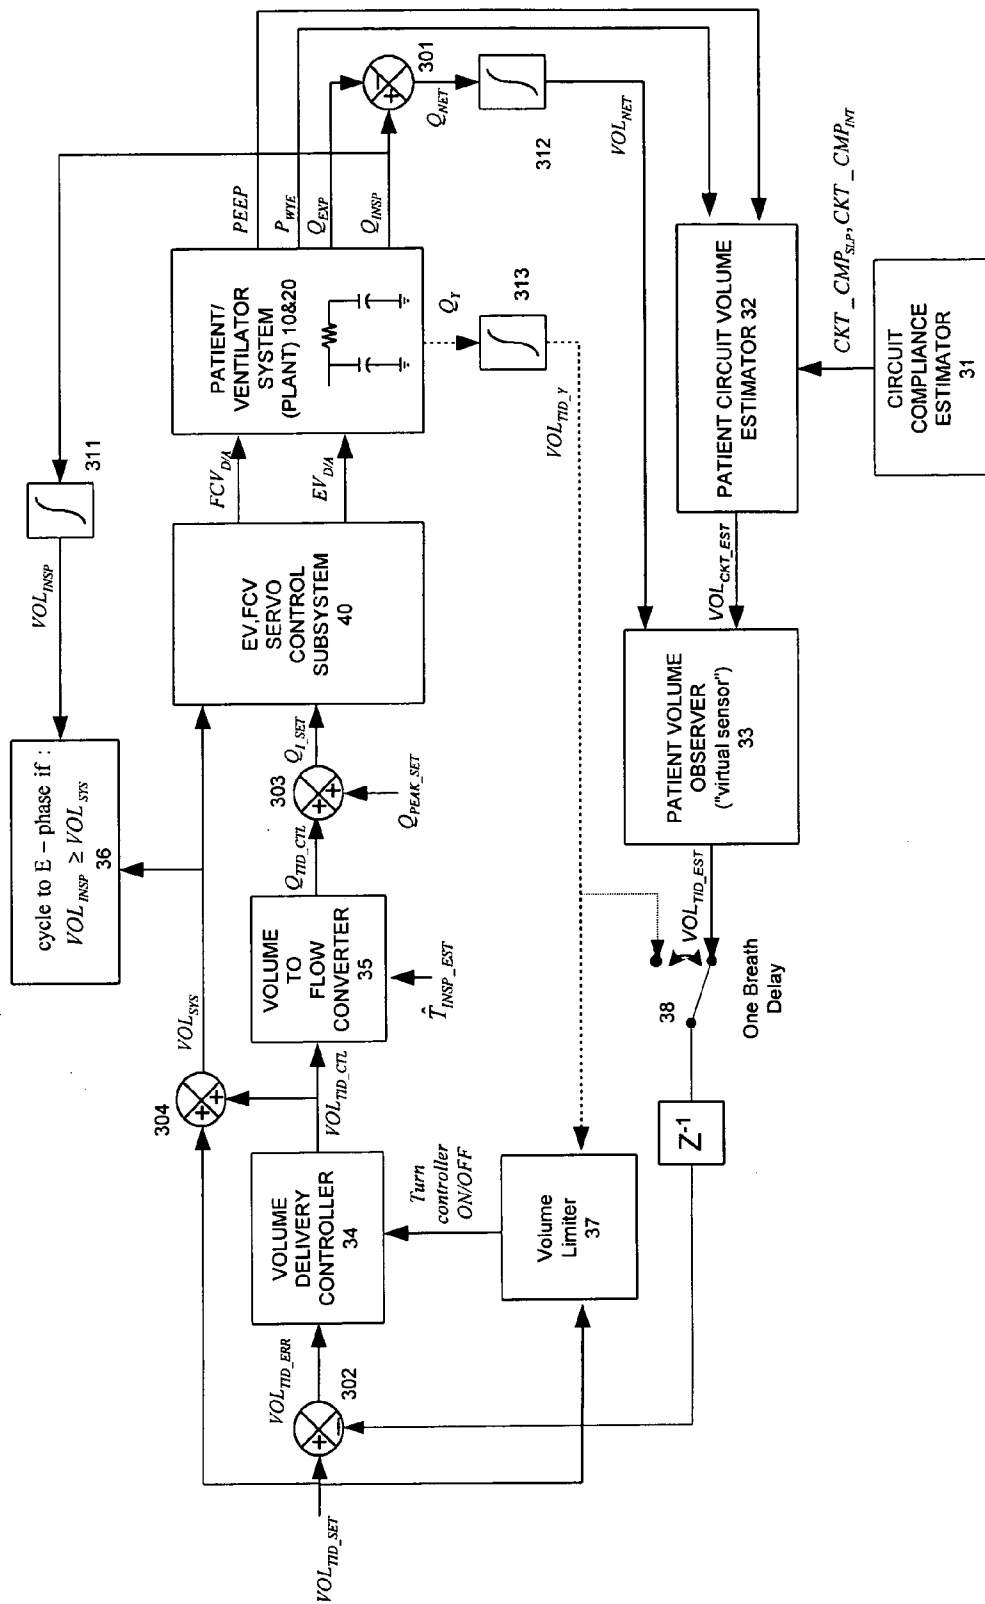 cycle to E – phase if :
VOL_INSP ≥ VOL_SYS
36
VOL_INSP
311
304
VOL_SYS
VOL_TID_SET
VOL_TID_ERR
302
VOLUME
DELIVERY
CONTROLLER
34
VOL_TID_CTL
VOLUME
TO
FLOW
CONVERTER
35
T̂_INSP_EST
Q_TID_CTL
303
Q_PEAK_SET
Q_I_SET
EV,FCV
SERVO
CONTROL
SUBSYSTEM
40
FCV_D/A
EV_D/A
PATIENT/
VENTILATOR
SYSTEM
(PLANT) 10&20
PEEP
P_WYE
Q_EXP
Q_INSP
301
Q_NET
312
VOL_NET
Q_Y
313
VOL_TID_Y
Turn
controller
ON/OFF
Volume
Limiter
37
Z-1
38
One Breath
Delay
VOL_TID_EST
PATIENT VOLUME
OBSERVER
("virtual sensor")
33
VOL_CKT_EST
PATIENT CIRCUIT VOLUME
ESTIMATOR 32
CKT _ CMP_SLP, CKT _ CMP_INT
CIRCUIT
COMPLIANCE
ESTIMATOR
31
+
–
+
+
+
+
+
–